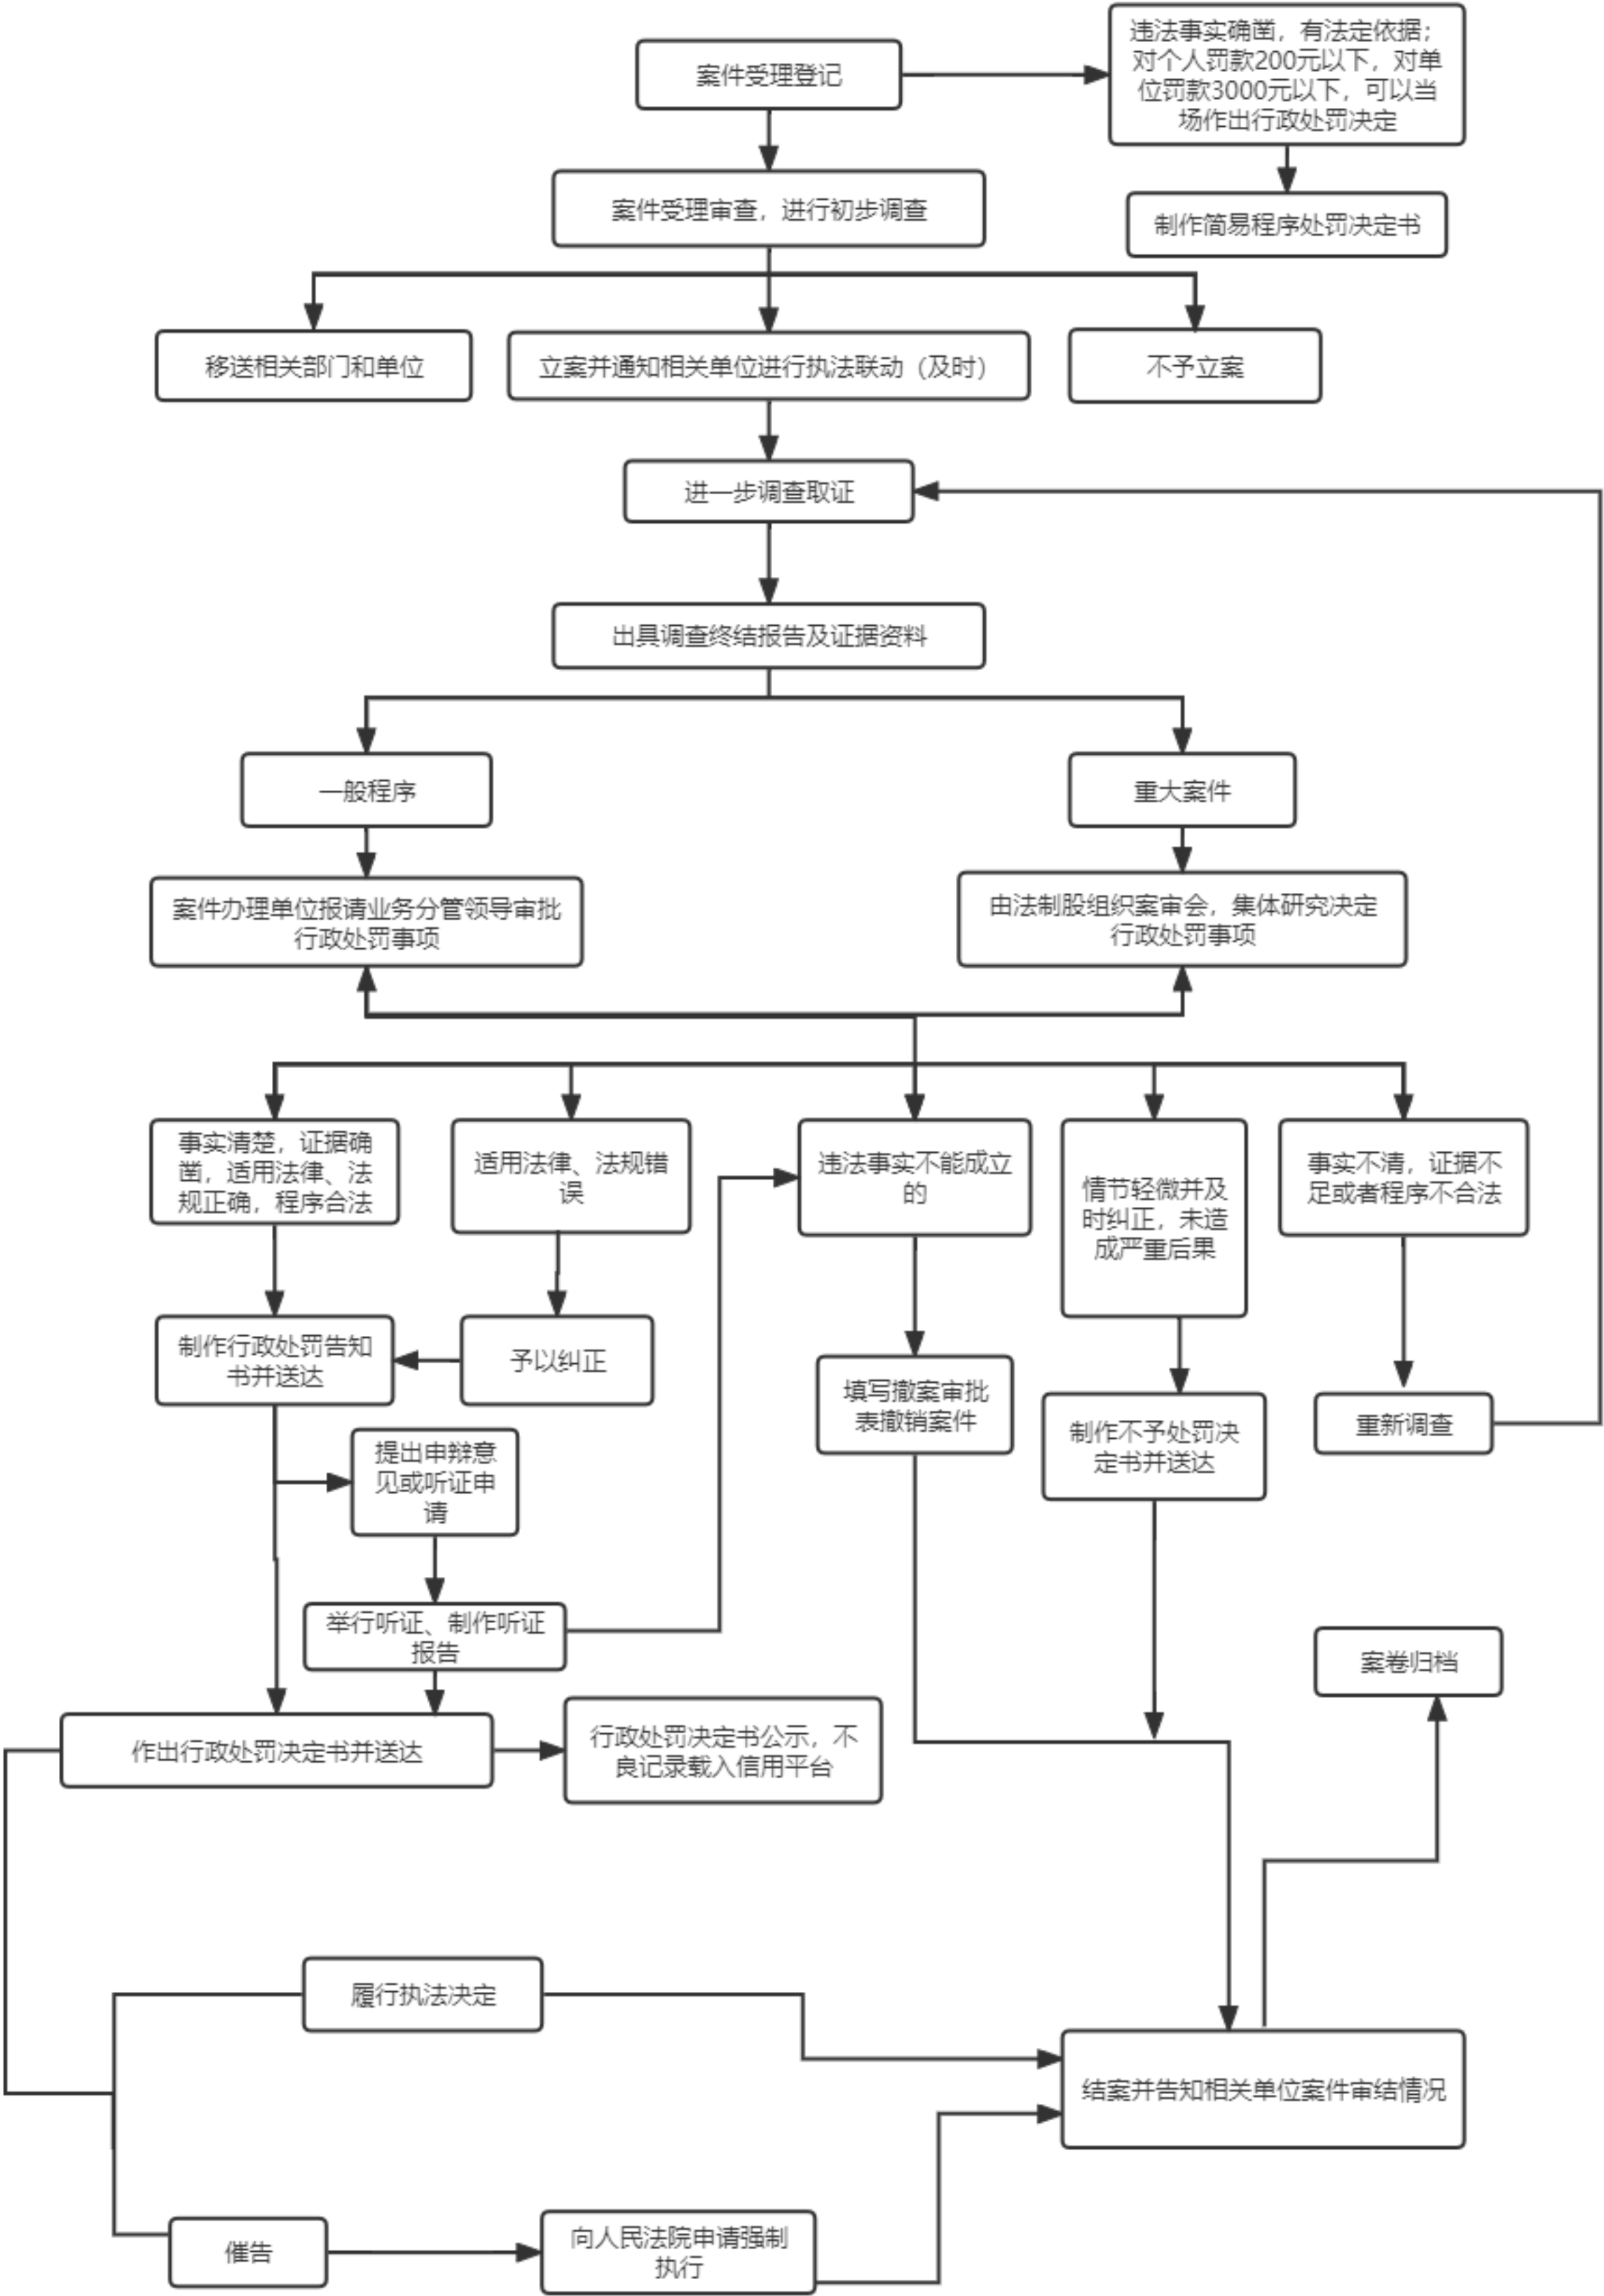 案件受理登记
违法事实确凿，有法定依据；
对个人罚款200元以下，对单
位罚款3000元以下，可以当
场作出行政处罚决定
案件受理审查，进行初步调查
制作简易程序处罚决定书
移送相关部门和单位
立案并通知相关单位进行执法联动（及时）
不予立案
进一步调查取证
出具调查终结报告及证据资料
一般程序
重大案件
案件办理单位报请业务分管领导审批
行政处罚事项
由法制股组织案审会，集体研究决定
行政处罚事项
事实清楚，证据确
凿，适用法律、法
规正确，程序合法
适用法律、法规错
误
违法事实不能成立
的
情节轻微并及
时纠正，未造
成严重后果
事实不清，证据不
足或者程序不合法
制作行政处罚告知
书并送达
予以纠正
填写撤案审批
表撤销案件
制作不予处罚决
定书并送达
重新调查
提出申辩意
见或听证申
请
举行听证、制作听证
报告
案卷归档
作出行政处罚决定书并送达
行政处罚决定书公示，不
良记录载入信用平台
履行执法决定
结案并告知相关单位案件审结情况
催告
向人民法院申请强制
执行